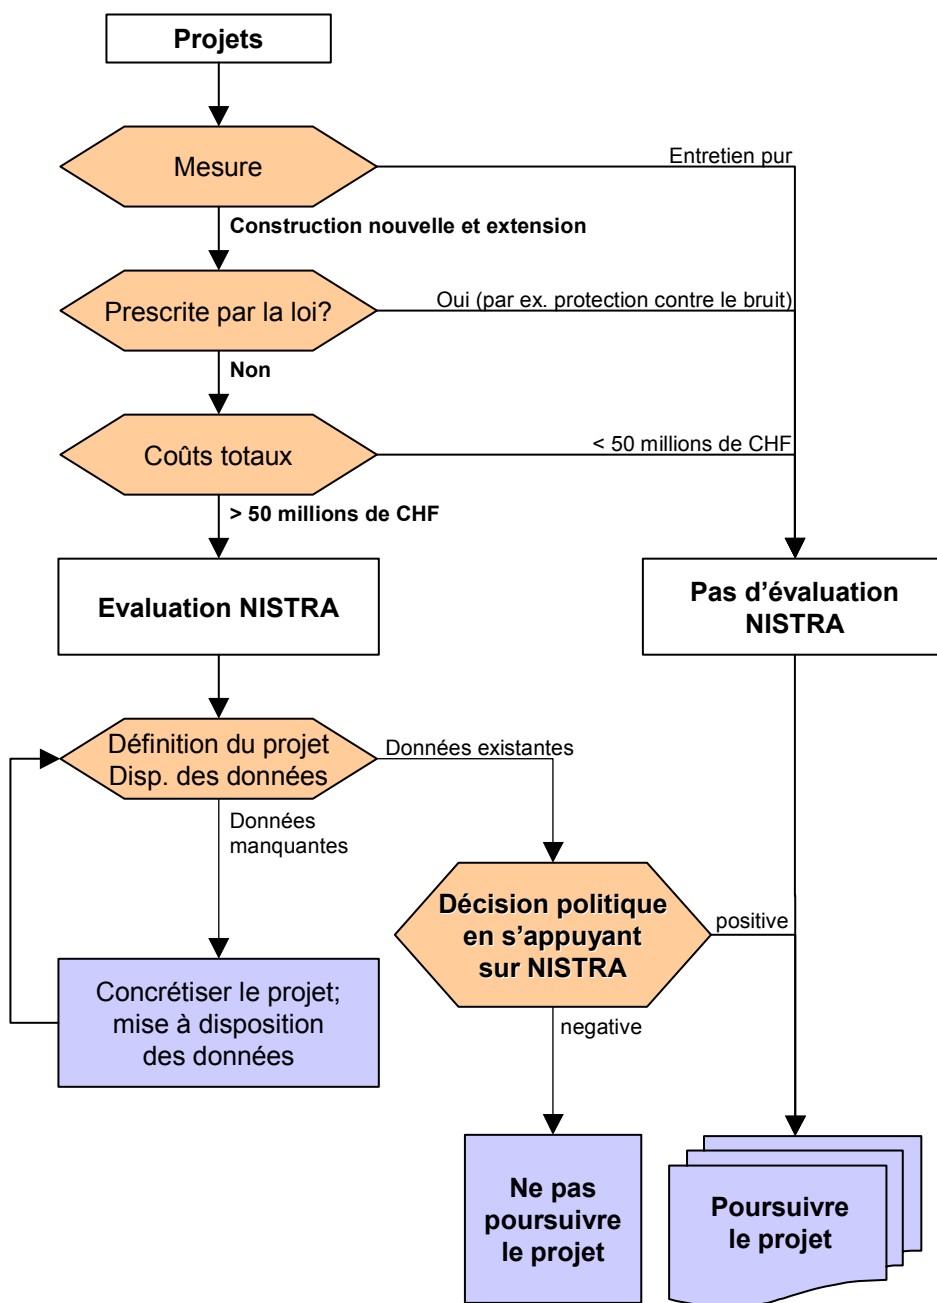 Projets
Mesure
Entretien pur
Construction nouvelle et extension
Prescrite par la loi?
Oui (par ex. protection contre le bruit)
Non
Coûts totaux
< 50 millions de CHF
> 50 millions de CHF
Evaluation NISTRA
Pas d’évaluation
NISTRA
Définition du projet
Disp. des données
Données existantes
Données
manquantes
Décision politique
en s’appuyant
sur NISTRA
positive
Concrétiser le projet;
mise à disposition
des données
negative
Ne pas
poursuivre
le projet
Poursuivre
le projet